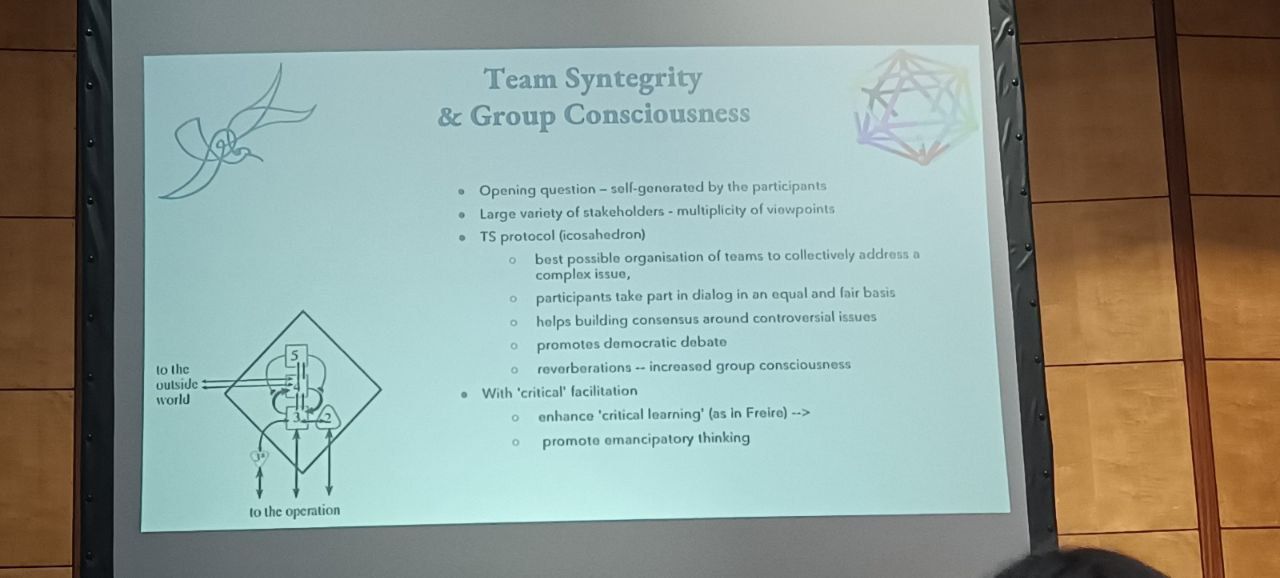 Team Syntegrity
& Group Consciousness
• Opening question – self-generated by the participants
• Large variety of stakeholders - multiplicity of viewpoints
• TS protocol (icosahedron)
○ best possible organisation of teams to collectively address a
complex issue,
○ participants take part in dialog in an equal and fair basis
○ helps building consensus around controversial issues
○ promotes democratic debate
○ reverberations -- increased group consciousness
• With 'critical' facilitation
○ enhance 'critical learning' (as in Freire) -->
○ promote emancipatory thinking
5
to the
outside
world
4
3
2
3*
to the operation